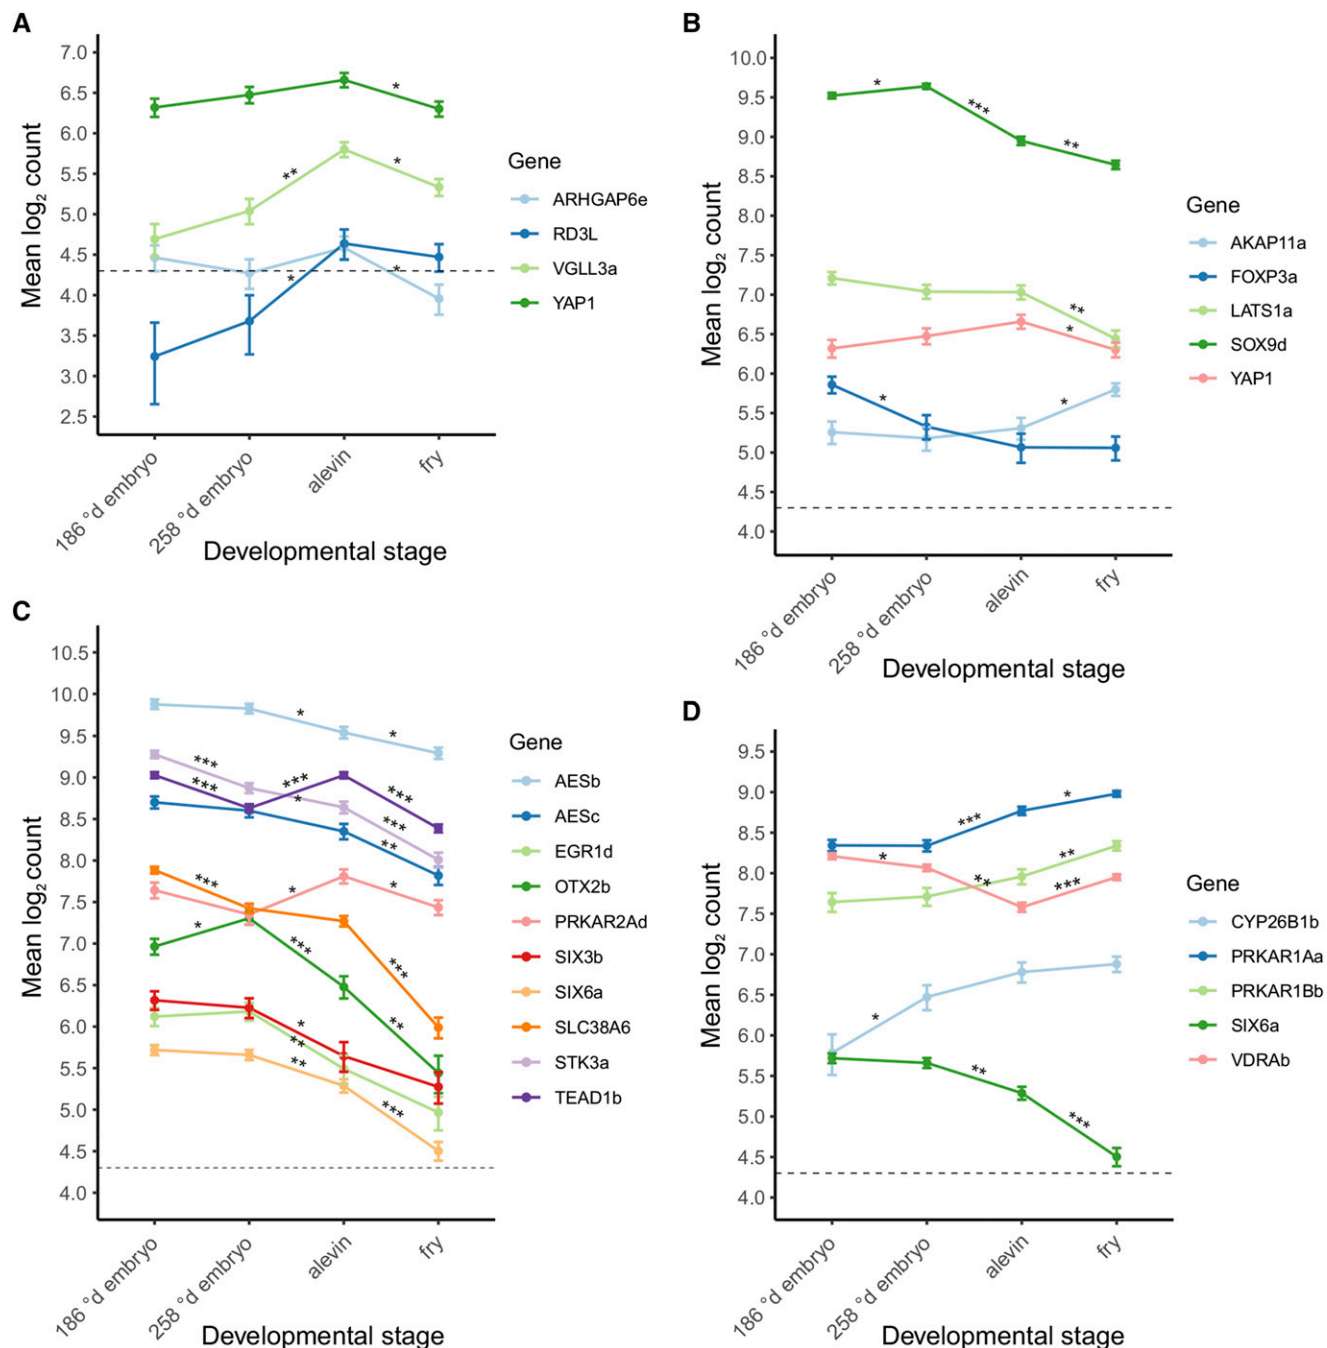 A
7.0
6.5
6.0
5.5
5.0
4.5
4.0
3.5
3.0
2.5
Mean log₂ count
*
**
*
*
*
186 °d embryo
258 °d embryo
alevin
fry
Developmental stage
Gene
ARHGAP6e
RD3L
VGLL3a
YAP1
B
10.0
9.5
9.0
8.5
8.0
7.5
7.0
6.5
6.0
5.5
5.0
4.5
4.0
Mean log₂ count
*
***
**
**
*
*
*
186 °d embryo
258 °d embryo
alevin
fry
Developmental stage
Gene
AKAP11a
FOXP3a
LATS1a
SOX9d
YAP1
C
10.5
10.0
9.5
9.0
8.5
8.0
7.5
7.0
6.5
6.0
5.5
5.0
4.5
4.0
Mean log₂ count
*
*
***
***
***
*
***
***
**
***
*
*
*
***
***
**
*
**
**
***
186 °d embryo
258 °d embryo
alevin
fry
Developmental stage
Gene
AESb
AESc
EGR1d
OTX2b
PRKAR2Ad
SIX3b
SIX6a
SLC38A6
STK3a
TEAD1b
D
9.5
9.0
8.5
8.0
7.5
7.0
6.5
6.0
5.5
5.0
4.5
4.0
Mean log₂ count
***
*
*
**
**
***
*
**
***
186 °d embryo
258 °d embryo
alevin
fry
Developmental stage
Gene
CYP26B1b
PRKAR1Aa
PRKAR1Bb
SIX6a
VDRAb